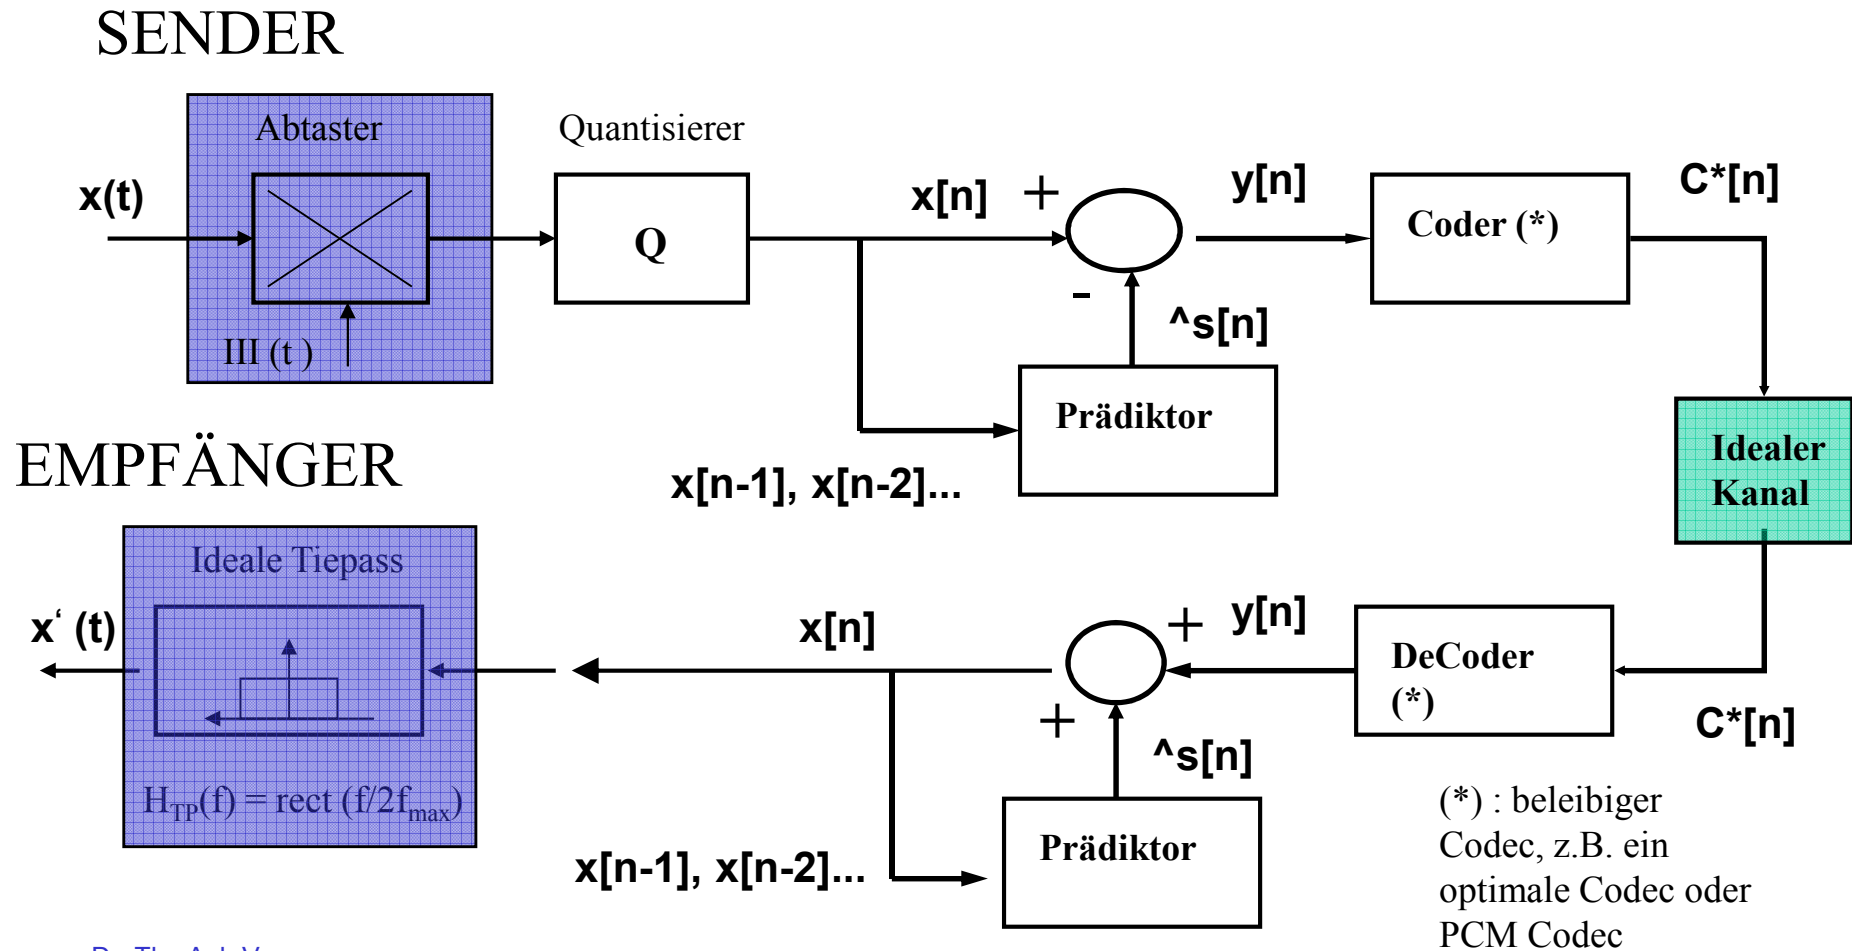 SENDER
Abtaster
Quantisierer
x(t)
III (t )
Q
x[n]
+
-
y[n]
Coder (*)
C*[n]
^s[n]
Prädiktor
x[n-1], x[n-2]...
Idealer
Kanal
EMPFÄNGER
Ideale Tiepass
x‘ (t)
H_TP(f) = rect (f/2f_max)
x[n]
+
y[n]
DeCoder
(*)
C*[n]
+
^s[n]
Prädiktor
x[n-1], x[n-2]...
(*) : beleibiger
Codec, z.B. ein
optimale Codec oder
PCM Codec